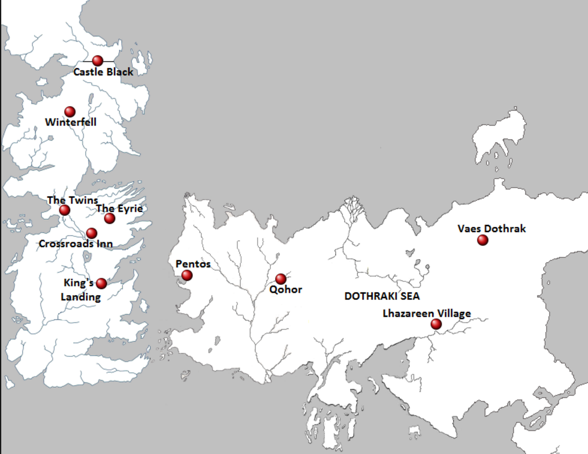 Castle Black
Winterfell
The Twins
The Eyrie
Crossroads Inn
King's
Landing
Pentos
Qohor
DOTHRAKI SEA
Vaes Dothrak
Lhazareen Village